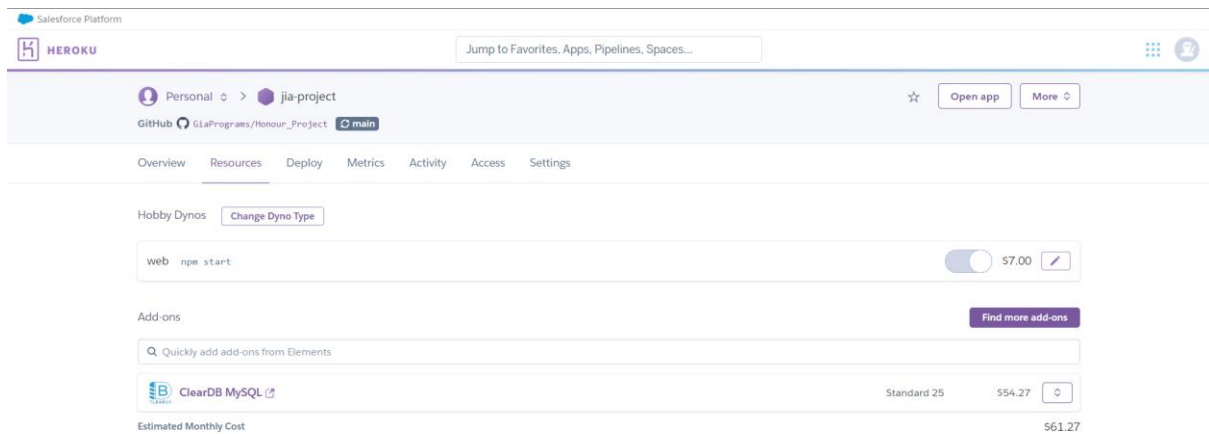 Salesforce Platform
HEROKU
Jump to Favorites, Apps, Pipelines, Spaces...
Personal > jia-project
Open app
More
GitHub GiaPrograms/Honour_Project main
Overview Resources Deploy Metrics Activity Access Settings
Hobby Dynos Change Dyno Type
web npm start $7.00
Add-ons Find more add-ons
Quickly add add-ons from Elements
ClearDB MySQL Standard 25 $54.27
Estimated Monthly Cost $61.27